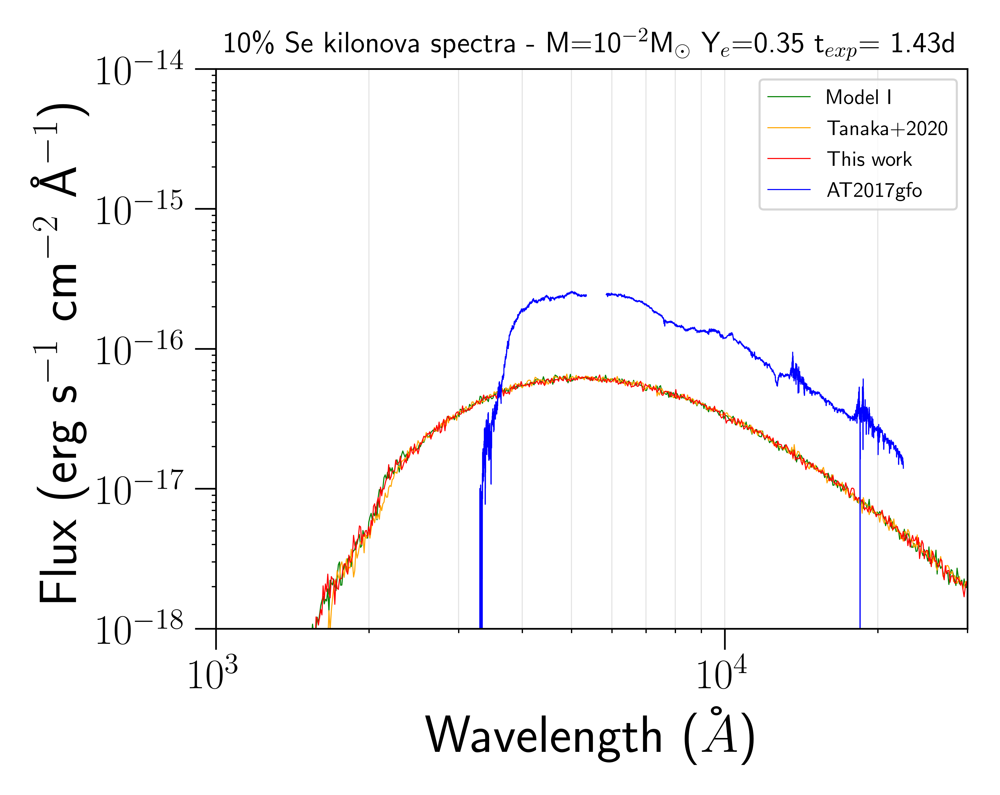 10% Se kilonova spectra - M=10⁻²M☉ Yₑ=0.35 tₑₓₚ= 1.43d
Flux (erg s⁻¹ cm⁻² Å⁻¹)
10⁻¹⁴
10⁻¹⁵
10⁻¹⁶
10⁻¹⁷
10⁻¹⁸
Model I
Tanaka+2020
This work
AT2017gfo
10³
10⁴
Wavelength (Å)